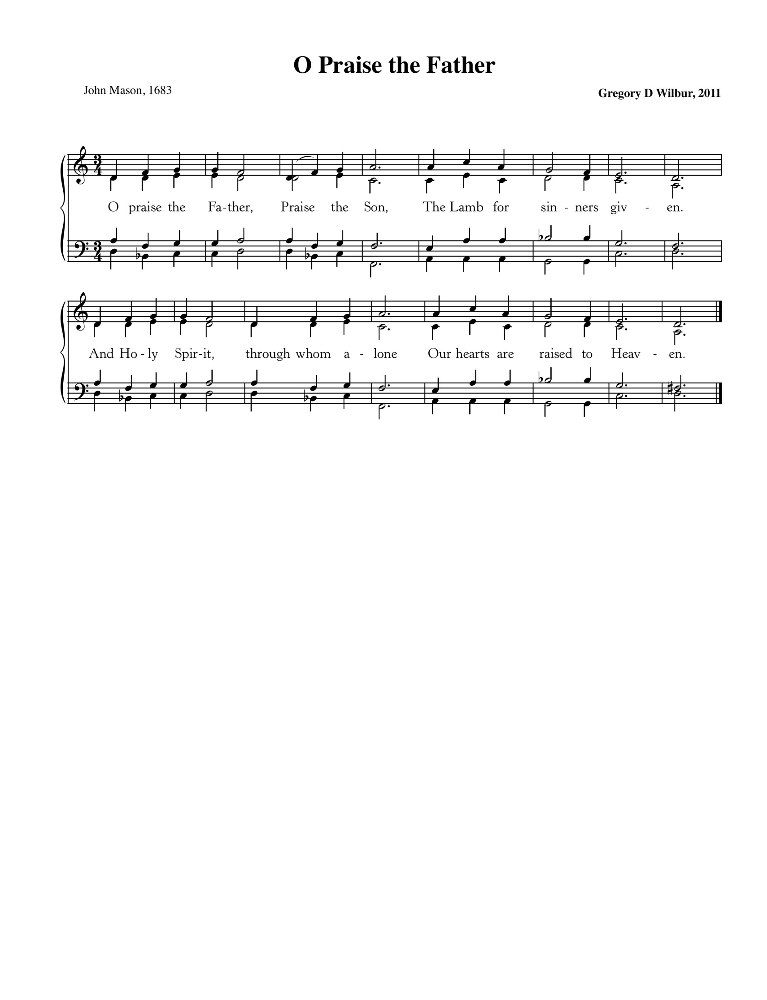 O Praise the Father
John Mason, 1683
Gregory D Wilbur, 2011
O praise the Fa-ther, Praise the Son, The Lamb for sin - ners giv - en.
And Ho - ly Spir-it, through whom a - lone Our hearts are raised to Heav - en.